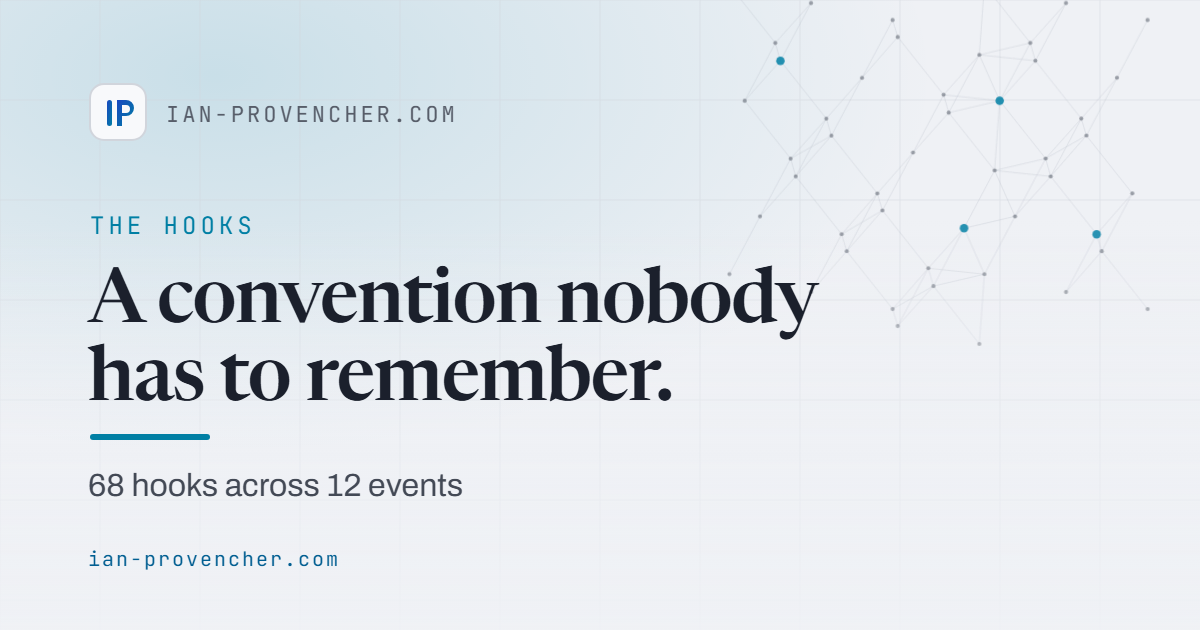 IP
IAN-PROVENCHER.COM
THE HOOKS
A convention nobody
has to remember.
68 hooks across 12 events
ian-provencher.com